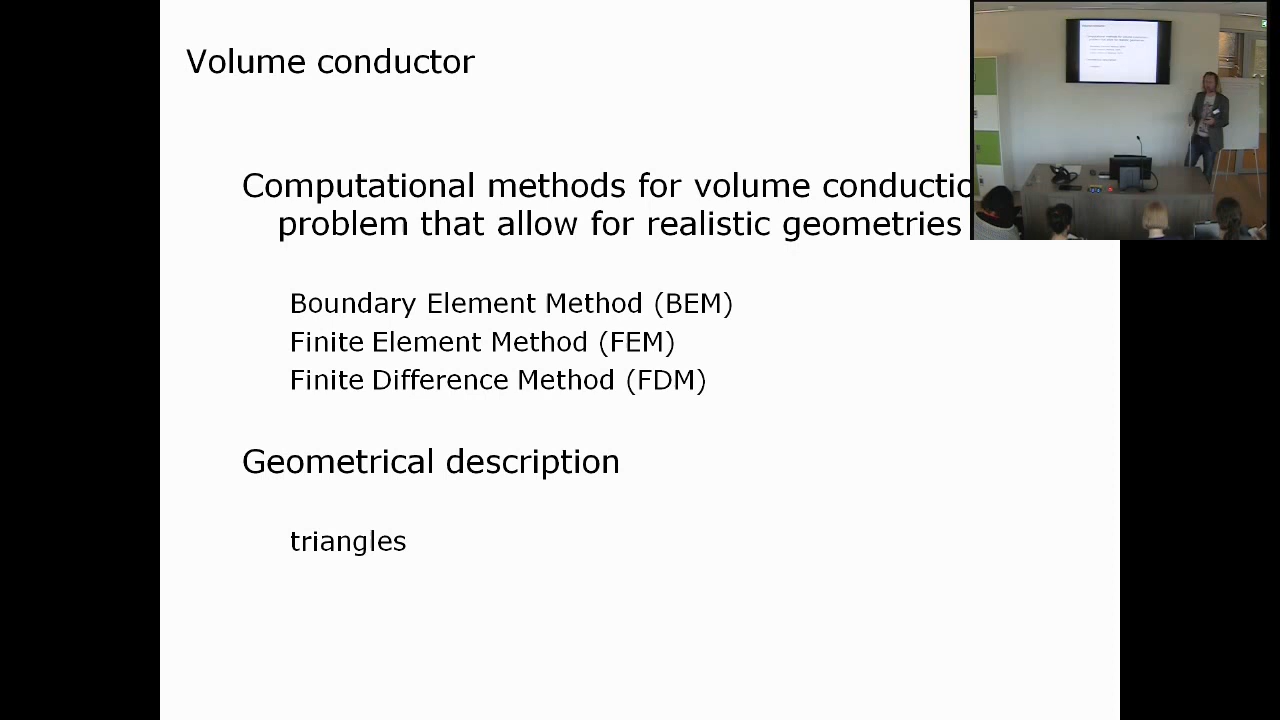 Volume conductor
Computational methods for volume conductio
problem that allow for realistic geometries
Boundary Element Method (BEM)
Finite Element Method (FEM)
Finite Difference Method (FDM)
Geometrical description
triangles